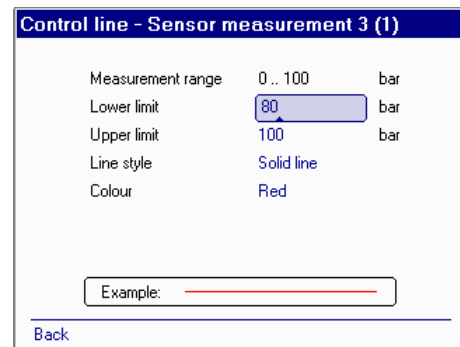 Control line - Sensor measurement 3 (1)
Measurement range 0 .. 100 bar
Lower limit 80 bar
Upper limit 100 bar
Line style Solid line
Colour Red
Example:
Back